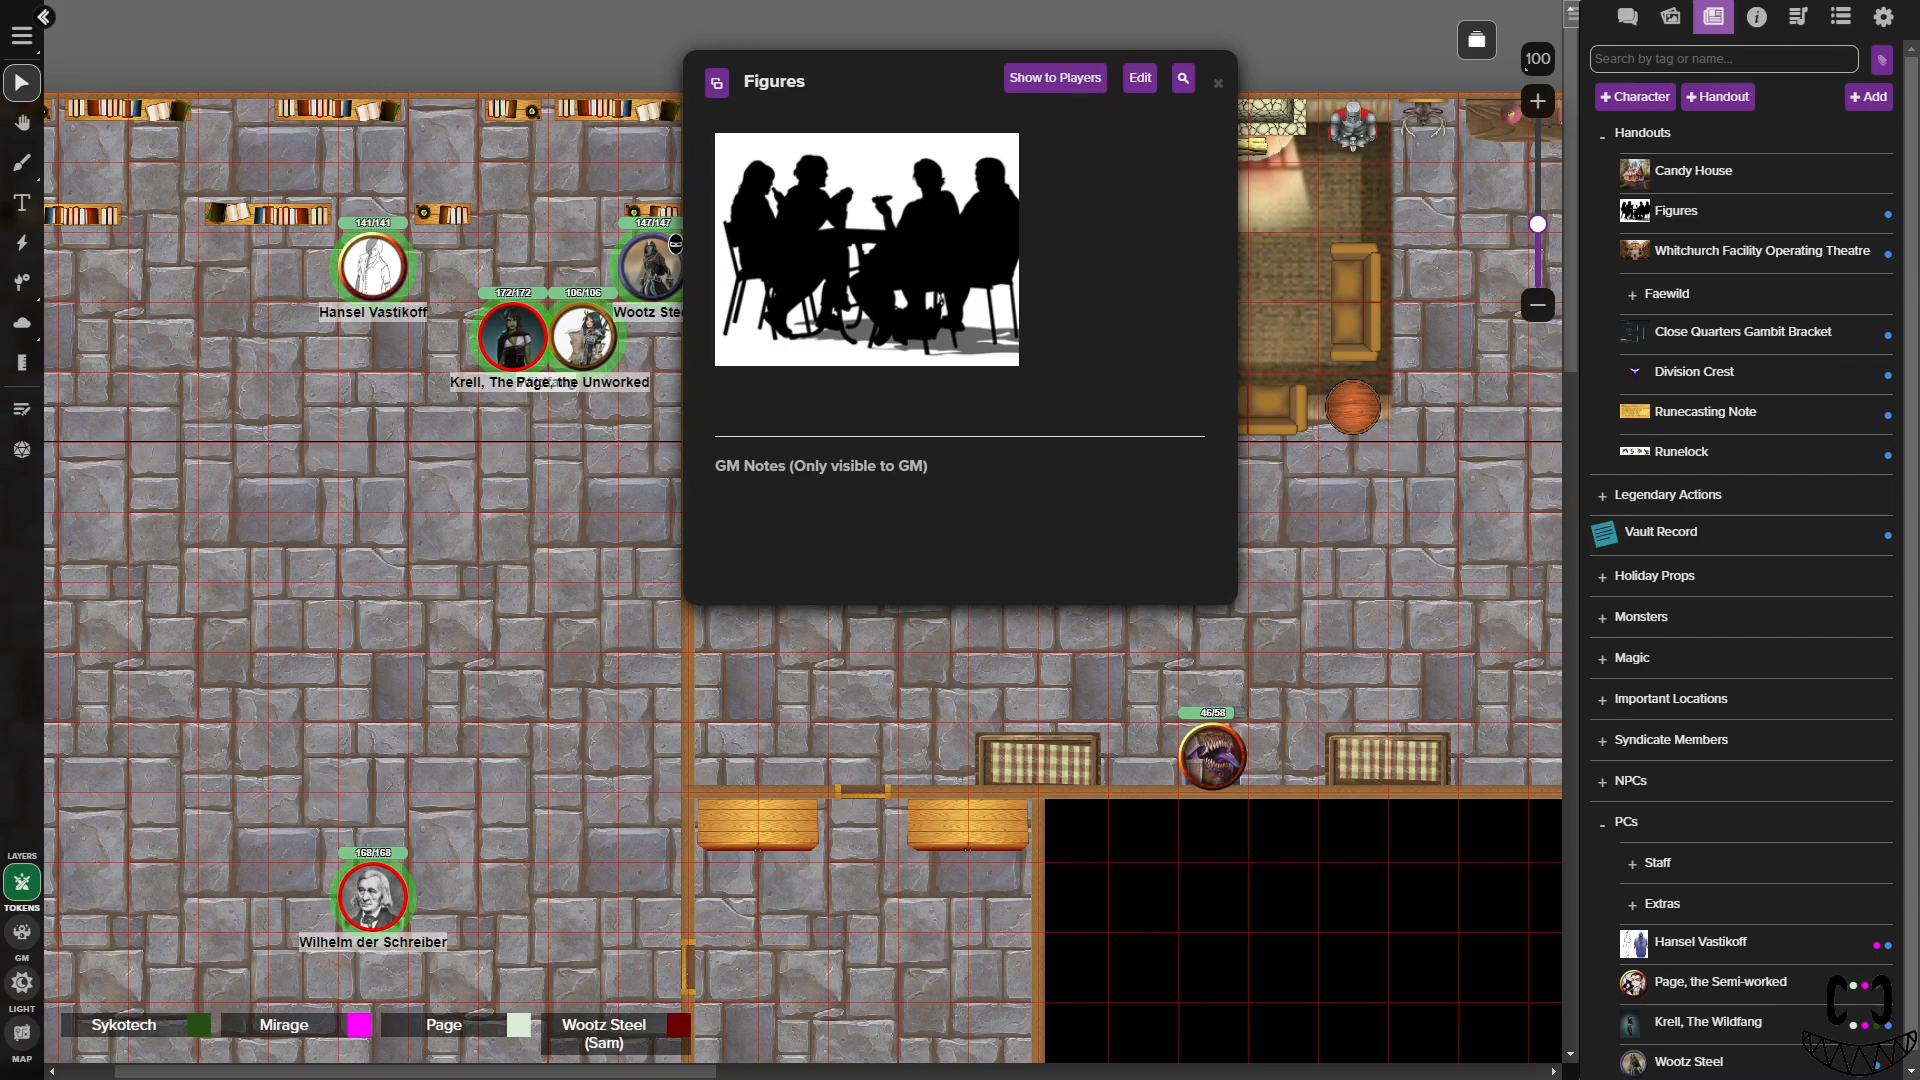 100
Figures
Show to Players
Edit
Search by tag or name...
Character
Handout
Add
Handouts
Candy House
Figures
Whitchurch Facility Operating Theatre
Faewild
Close Quarters Gambit Bracket
Division Crest
Runecasting Note
Runelock
Legendary Actions
Vault Record
Holiday Props
Monsters
Magic
Important Locations
Syndicate Members
NPCs
PCs
Staff
Extras
Hansel Vastikoff
Page, the Semi-worked
Krell, The Wildfang
Wootz Steel
GM Notes (Only visible to GM)
141/141
Hansel Vastikoff
147/147
Wootz Stee
172/172
106/106
Krell, The
Page, the Unworked
46/58
168/168
Wilhelm der Schreiber
LAYERS
TOKENS
GM
LIGHT
MAP
Sykotech
Mirage
Page
Wootz Steel
(Sam)